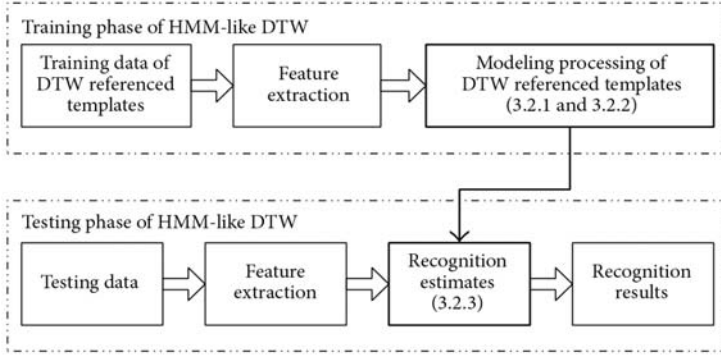 Training phase of HMM-like DTW
Training data of
DTW referenced
templates
Feature
extraction
Modeling processing of
DTW referenced templates
(3.2.1 and 3.2.2)
Testing phase of HMM-like DTW
Testing data
Feature
extraction
Recognition
estimates
(3.2.3)
Recognition
results